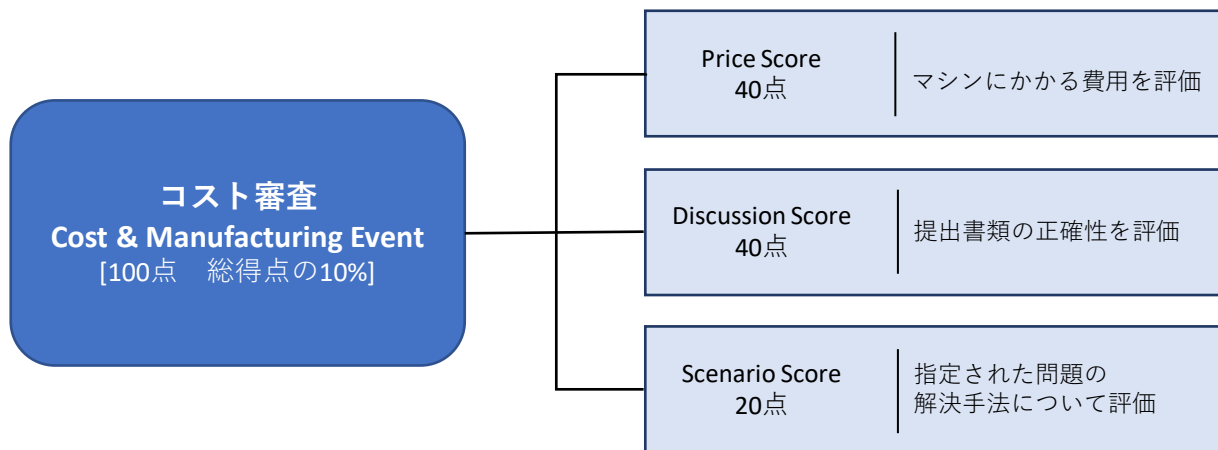 コスト審査
Cost & Manufacturing Event
[100点　総得点の10%]
Price Score
40点
マシンにかかる費用を評価
Discussion Score
40点
提出書類の正確性を評価
Scenario Score
20点
指定された問題の
解決手法について評価